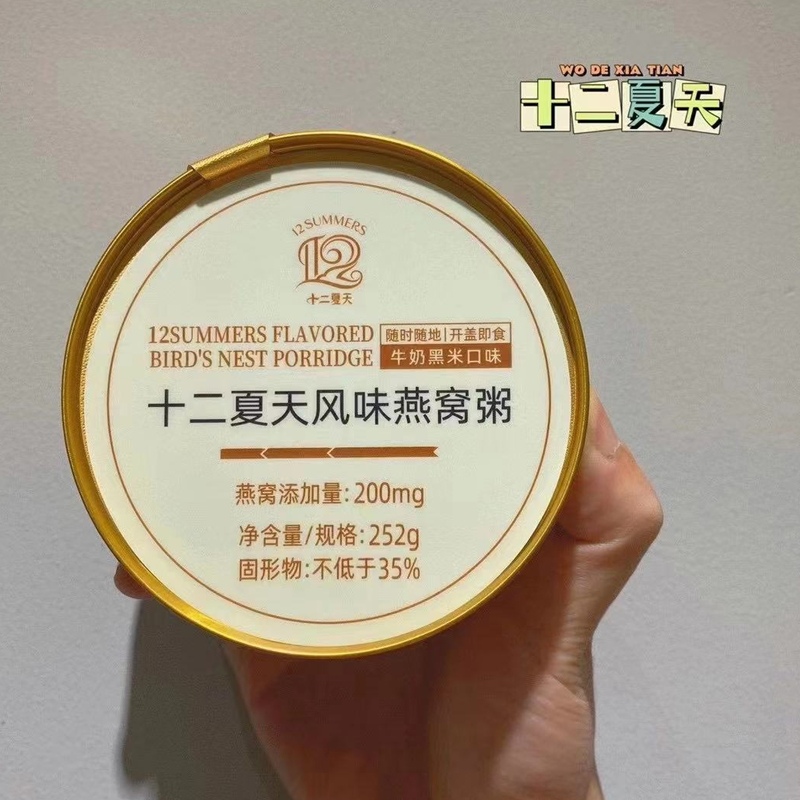 WO DE XIA TIAN
十二夏天
12SUMMERS
12
十二夏天
12SUMMERS FLAVORED
BIRD'S NEST PORRIDGE
随时随地|开盖即食
牛奶黑米口味
十二夏天风味燕窝粥
燕窝添加量:200mg
净含量/规格:252g
固形物:不低于35%